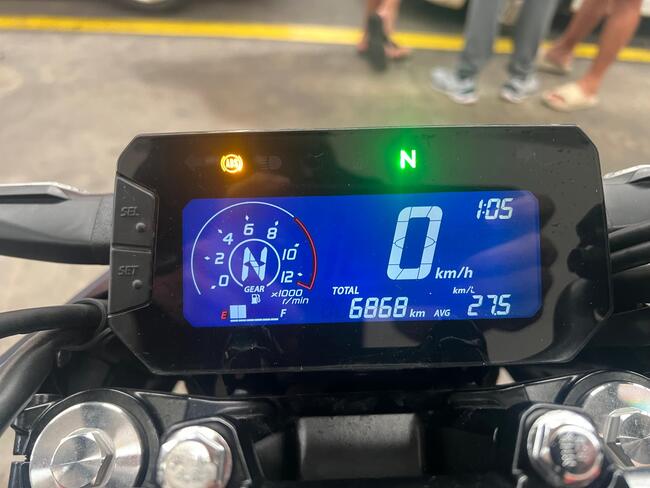 ABS N
SEL
SET
1:05
0 2 4 6 8 10 12
N
GEAR
x1000
r/min
0 km/h
E F
TOTAL
6868 km
km/L
AVG 27.5